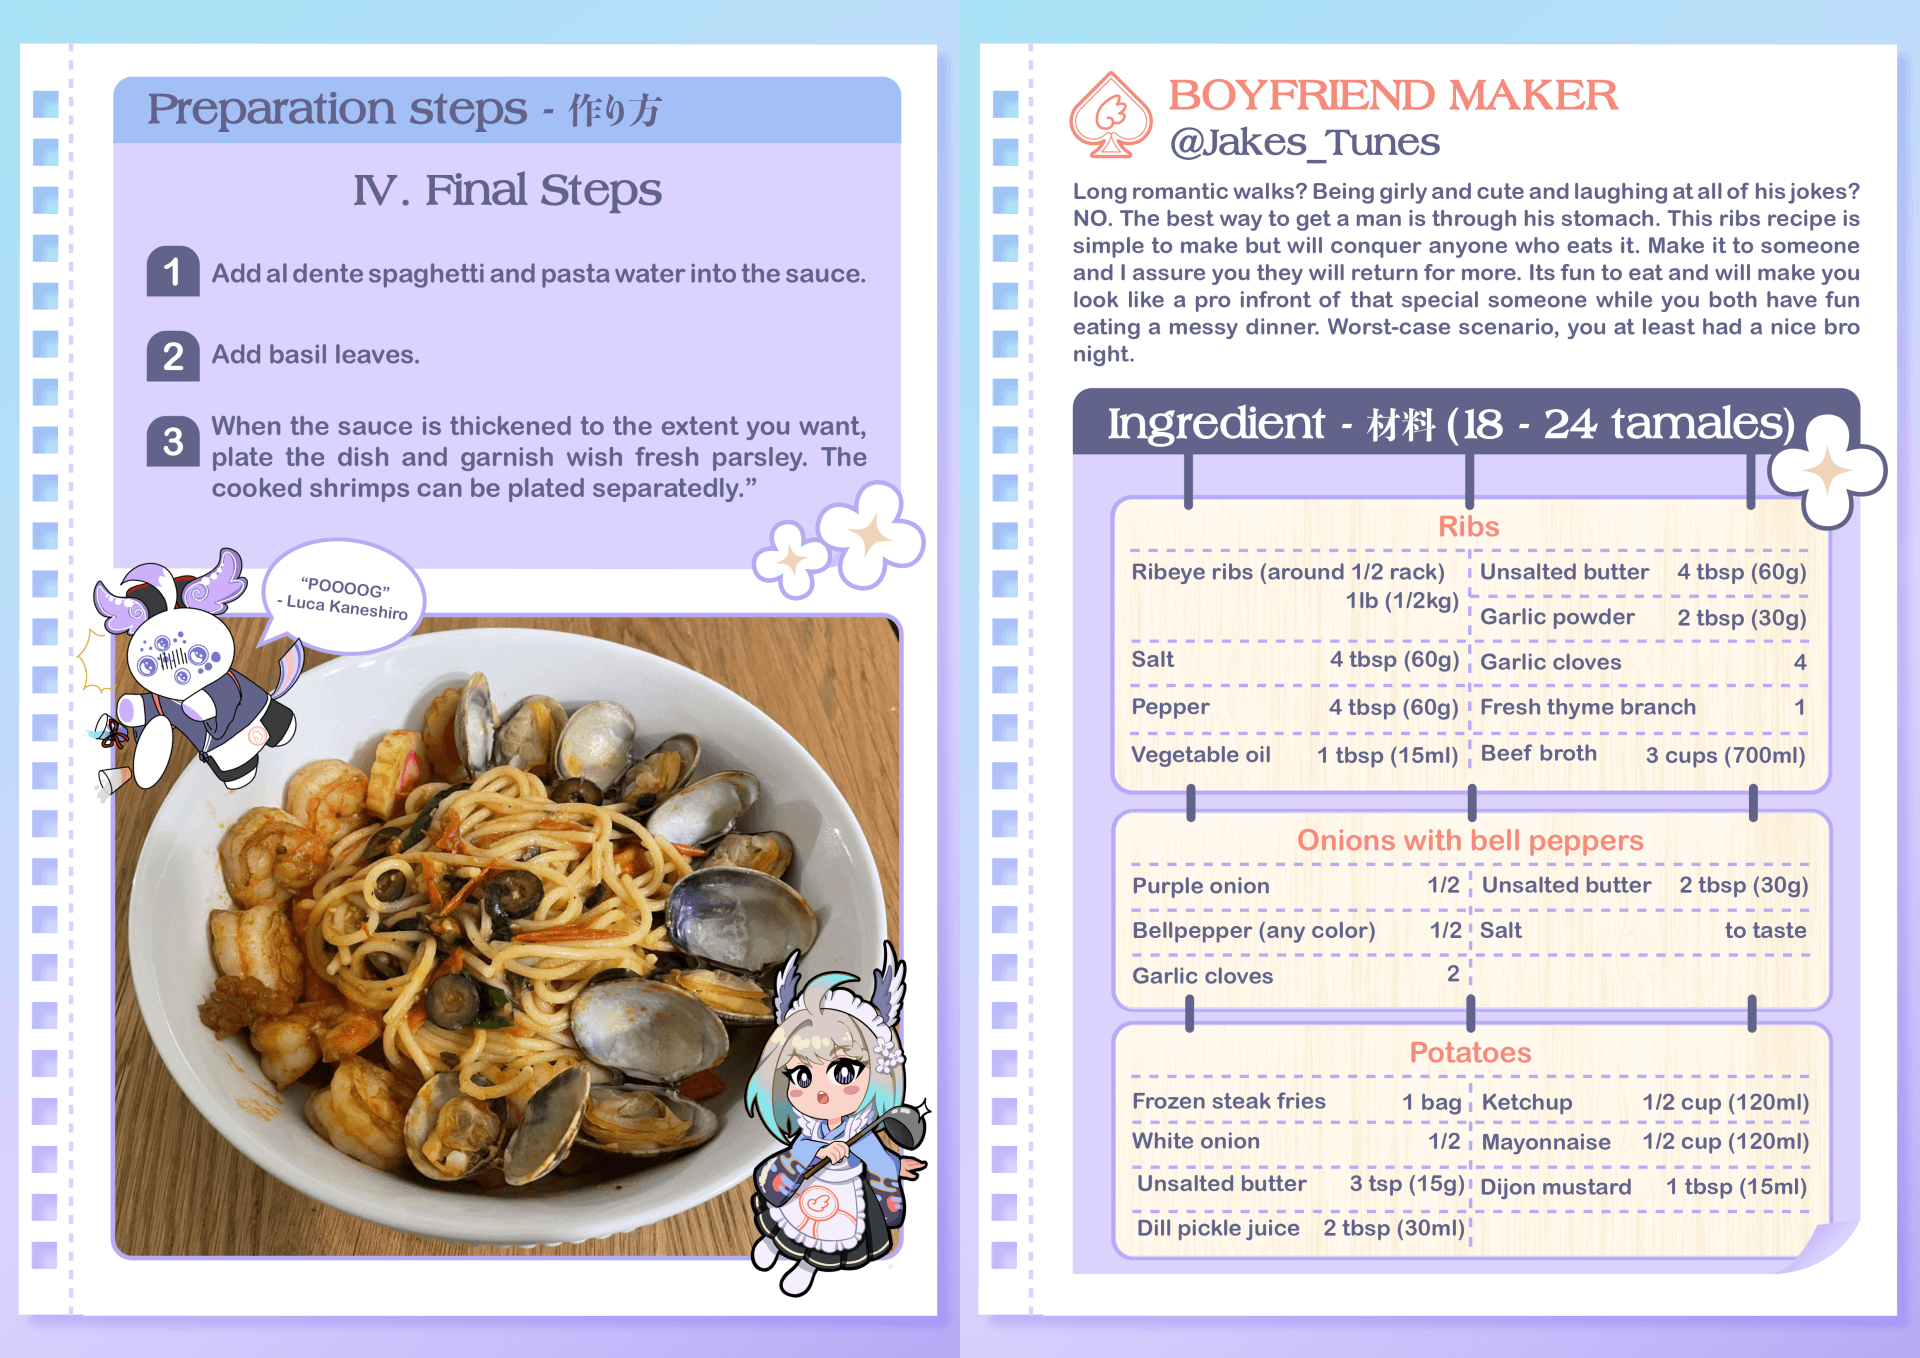 Preparation steps - 作り方
IV. Final Steps
1
Add al dente spaghetti and pasta water into the sauce.
2
Add basil leaves.
3
When the sauce is thickened to the extent you want,
plate the dish and garnish wish fresh parsley. The
cooked shrimps can be plated separatedly.”
“POOOOG”
- Luca Kaneshiro
BOYFRIEND MAKER
@Jakes_Tunes
Long romantic walks? Being girly and cute and laughing at all of his jokes?
NO. The best way to get a man is through his stomach. This ribs recipe is
simple to make but will conquer anyone who eats it. Make it to someone
and I assure you they will return for more. Its fun to eat and will make you
look like a pro infront of that special someone while you both have fun
eating a messy dinner. Worst-case scenario, you at least had a nice bro
night.
Ingredient - 材料 (18 - 24 tamales)
Ribs
Ribeye ribs (around 1/2 rack)
1lb (1/2kg)
Salt 4 tbsp (60g)
Pepper 4 tbsp (60g)
Vegetable oil 1 tbsp (15ml)
Unsalted butter 4 tbsp (60g)
Garlic powder 2 tbsp (30g)
Garlic cloves 4
Fresh thyme branch 1
Beef broth 3 cups (700ml)
Onions with bell peppers
Purple onion 1/2
Bellpepper (any color) 1/2
Garlic cloves 2
Unsalted butter 2 tbsp (30g)
Salt to taste
Potatoes
Frozen steak fries 1 bag
White onion 1/2
Unsalted butter 3 tsp (15g)
Dill pickle juice 2 tbsp (30ml)
Ketchup 1/2 cup (120ml)
Mayonnaise 1/2 cup (120ml)
Dijon mustard 1 tbsp (15ml)